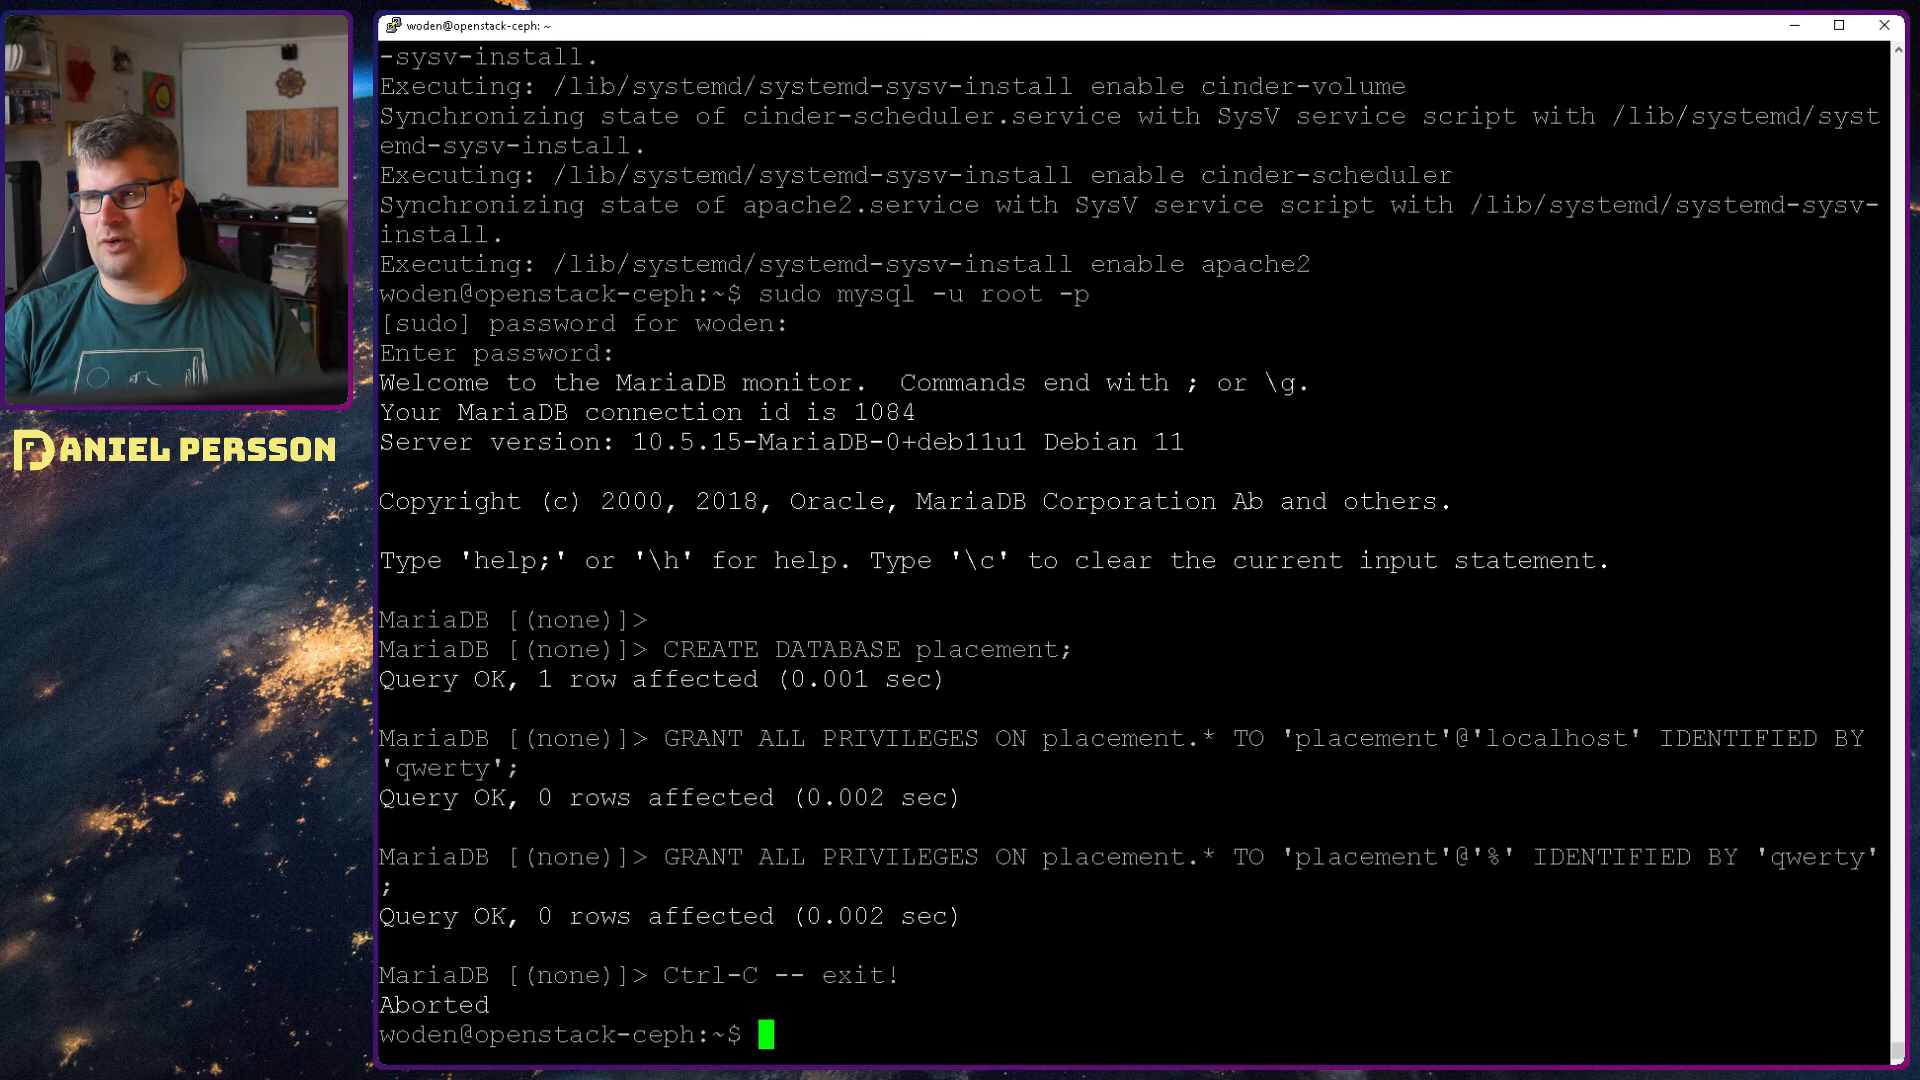 woden@openstack-ceph: ~
-sysv-install.
Executing: /lib/systemd/systemd-sysv-install enable cinder-volume
Synchronizing state of cinder-scheduler.service with SysV service script with /lib/systemd/syst
emd-sysv-install.
Executing: /lib/systemd/systemd-sysv-install enable cinder-scheduler
Synchronizing state of apache2.service with SysV service script with /lib/systemd/systemd-sysv-
install.
Executing: /lib/systemd/systemd-sysv-install enable apache2
woden@openstack-ceph:~$ sudo mysql -u root -p
[sudo] password for woden:
Enter password:
Welcome to the MariaDB monitor.  Commands end with ; or \g.
Your MariaDB connection id is 1084
Server version: 10.5.15-MariaDB-0+deb11u1 Debian 11
Copyright (c) 2000, 2018, Oracle, MariaDB Corporation Ab and others.
Type 'help;' or '\h' for help. Type '\c' to clear the current input statement.
MariaDB [(none)]>
MariaDB [(none)]> CREATE DATABASE placement;
Query OK, 1 row affected (0.001 sec)
MariaDB [(none)]> GRANT ALL PRIVILEGES ON placement.* TO 'placement'@'localhost' IDENTIFIED BY
'qwerty';
Query OK, 0 rows affected (0.002 sec)
MariaDB [(none)]> GRANT ALL PRIVILEGES ON placement.* TO 'placement'@'%' IDENTIFIED BY 'qwerty'
;
Query OK, 0 rows affected (0.002 sec)
MariaDB [(none)]> Ctrl-C -- exit!
Aborted
woden@openstack-ceph:~$
DANIEL PERSSON